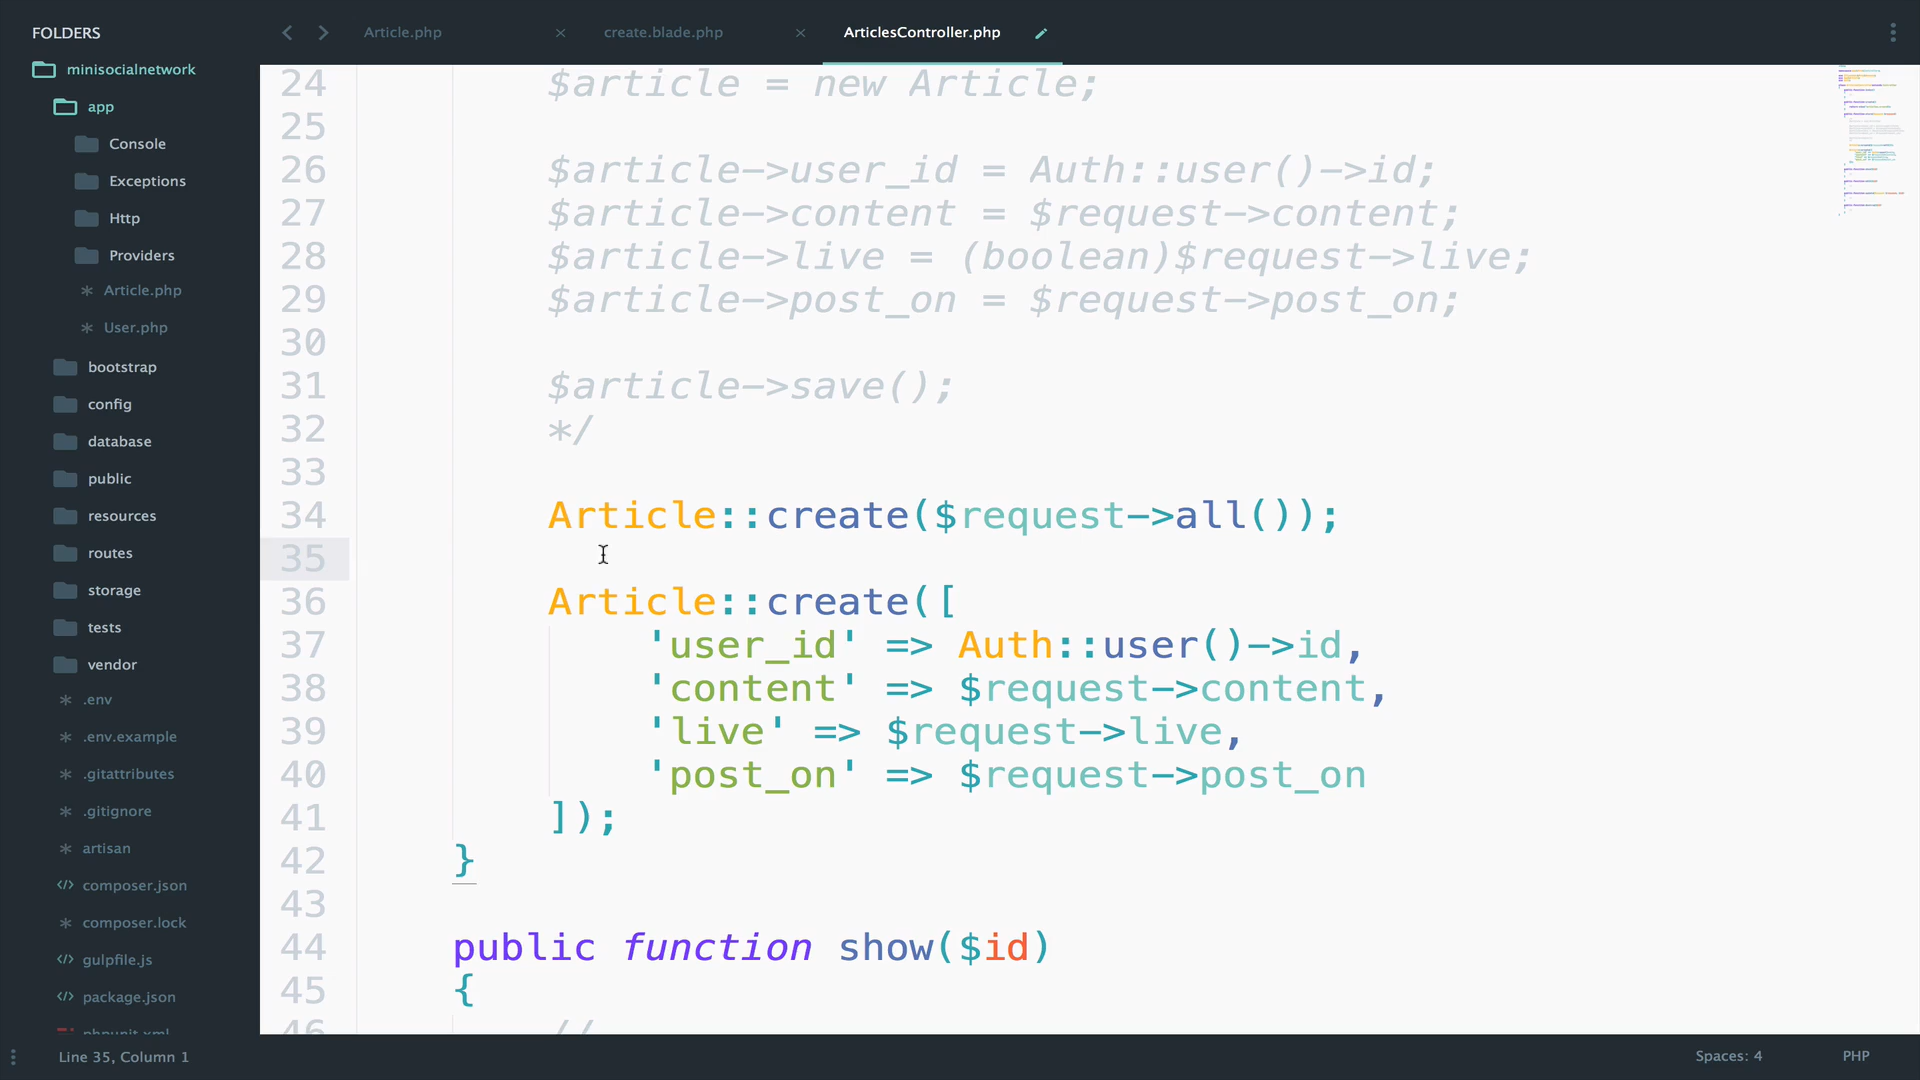 FOLDERS
minisocialnetwork
app
Console
Exceptions
Http
Providers
Article.php
User.php
bootstrap
config
database
public
resources
routes
storage
tests
vendor
.env
.env.example
.gitattributes
.gitignore
artisan
composer.json
composer.lock
gulpfile.js
package.json
phpunit.xml
Article.php
create.blade.php
ArticlesController.php
24 $article = new Article;
25
26 $article->user_id = Auth::user()->id;
27 $article->content = $request->content;
28 $article->live = (boolean)$request->live;
29 $article->post_on = $request->post_on;
30
31 $article->save();
32 */
33
34 Article::create($request->all());
35
36 Article::create([
37 'user_id' => Auth::user()->id,
38 'content' => $request->content,
39 'live' => $request->live,
40 'post_on' => $request->post_on
41 ]);
42 }
43
44 public function show($id)
45 {
46 //
Line 35, Column 1
Spaces: 4
PHP